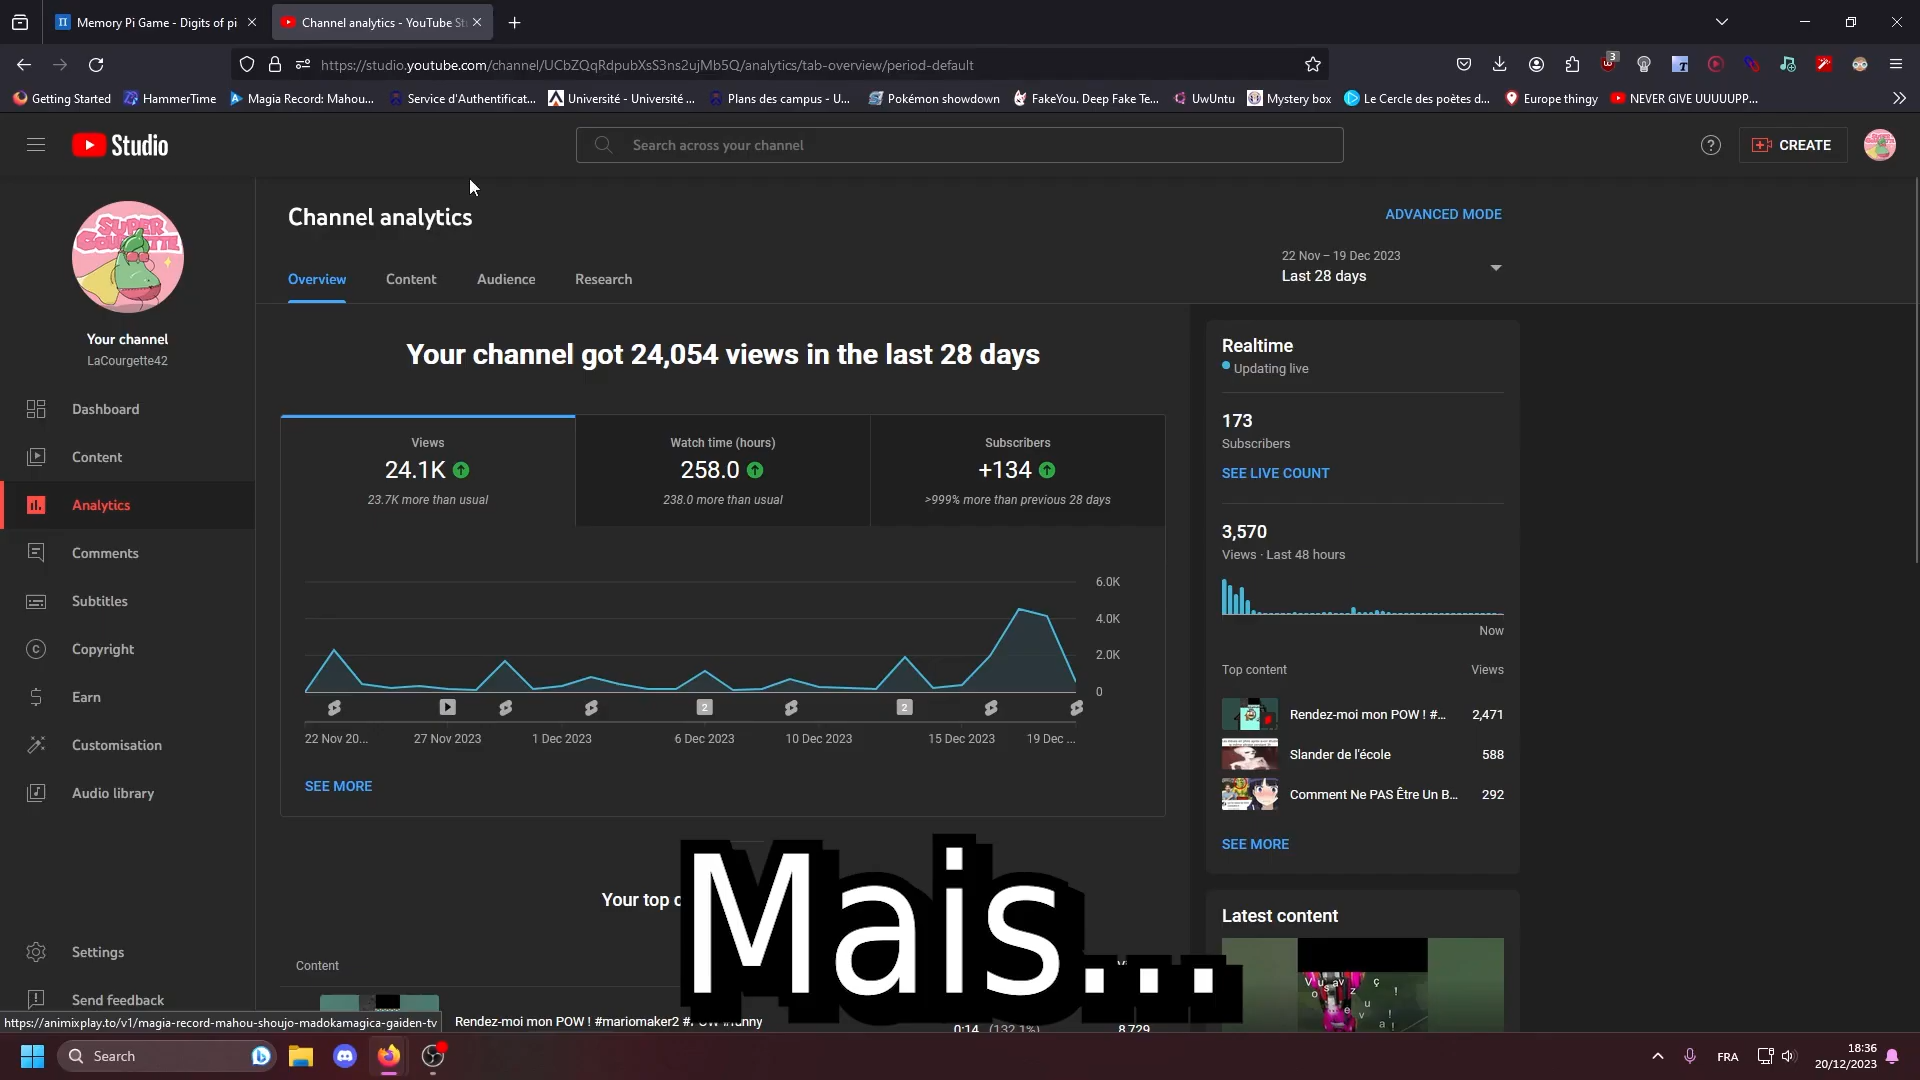 Memory Pi Game - Digits of pi
Channel analytics - YouTube St
https://studio.youtube.com/channel/UCbZQqRdpubXsS3ns2ujMb5Q/analytics/tab-overview/period-default
3
Getting Started
HammerTime
Magia Record: Mahou...
Service d'Authentificat...
Université - Université ...
Plans des campus - U...
Pokémon showdown
FakeYou. Deep Fake Te...
UwUntu
Mystery box
Le Cercle des poètes d...
Europe thingy
NEVER GIVE UUUUUPP...
Studio
Search across your channel
CREATE
SUPER COURGETTE
Your channel
LaCourgette42
Dashboard
Content
Analytics
Comments
Subtitles
Copyright
Earn
Customisation
Audio library
Settings
Send feedback
Channel analytics
ADVANCED MODE
22 Nov – 19 Dec 2023
Last 28 days
Overview
Content
Audience
Research
Your channel got 24,054 views in the last 28 days
Views
24.1K
23.7K more than usual
Watch time (hours)
258.0
238.0 more than usual
Subscribers
+134
>999% more than previous 28 days
6.0K
4.0K
2.0K
0
2
2
22 Nov 20...
27 Nov 2023
1 Dec 2023
6 Dec 2023
10 Dec 2023
15 Dec 2023
19 Dec ...
SEE MORE
Your top c
Content
Rendez-moi mon POW ! #mariomaker2 #POW #funny
0:14 (132.1%)
8,729
Mais...
Realtime
Updating live
173
Subscribers
SEE LIVE COUNT
3,570
Views · Last 48 hours
Now
Top content
Views
Rendez-moi mon POW ! #...
2,471
Slander de l'école
588
Comment Ne PAS Être Un B...
292
SEE MORE
Latest content
https://animixplay.to/v1/magia-record-mahou-shoujo-madokamagica-gaiden-tv
Search
FRA
18:36
20/12/2023